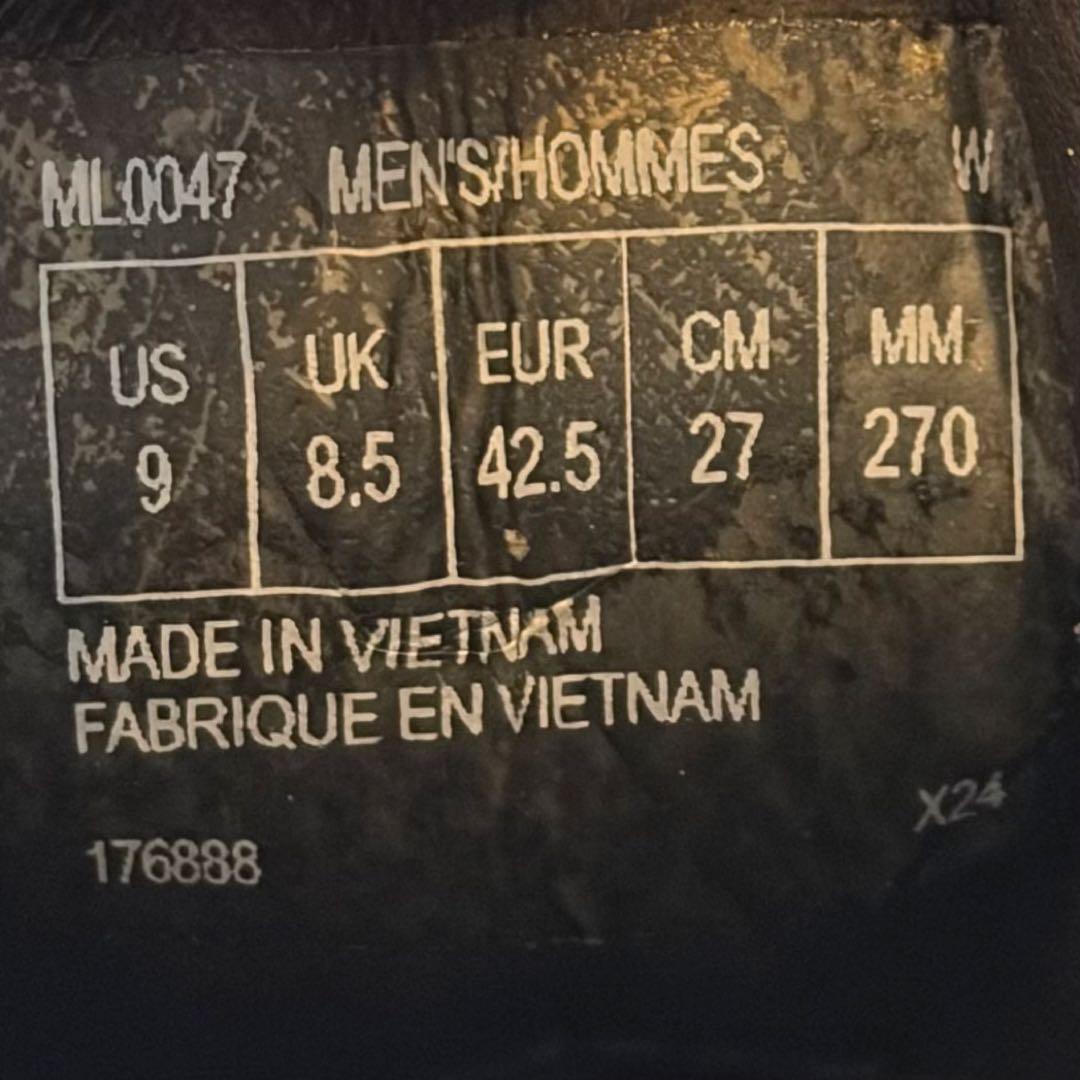 ML0047 MEN'S/HOMMES W
US UK EUR CM MM
9 8.5 42.5 27 270
MADE IN VIETNAM
FABRIQUE EN VIETNAM
X24
176888